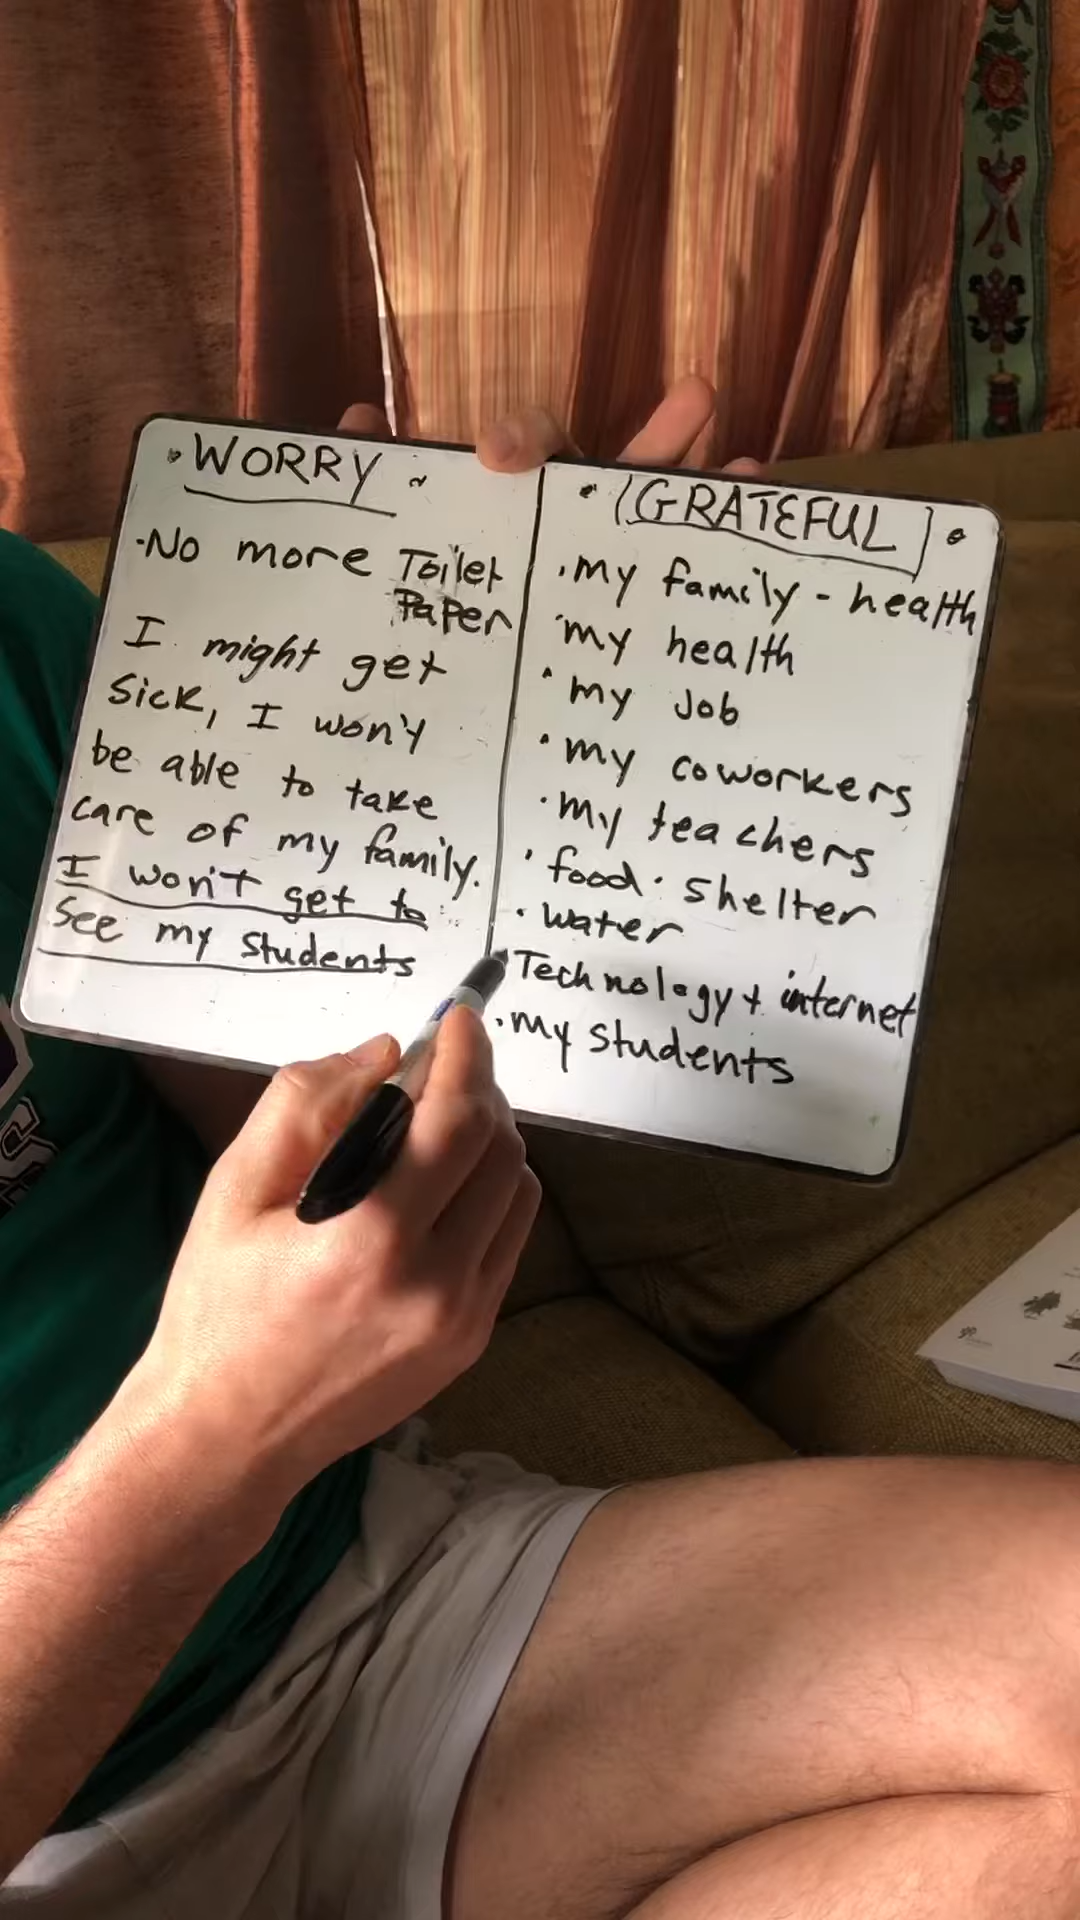 • WORRY ~
-No more Toilet
Paper
I might get
Sick, I won'y
be able to take
care of my family.
I won't get to
see my students
• (GRATEFUL] •
• my family - health
• my health
• my Job
• my coworkers
• my teachers
• food • shelter
• water
• Technology + internet
• my students